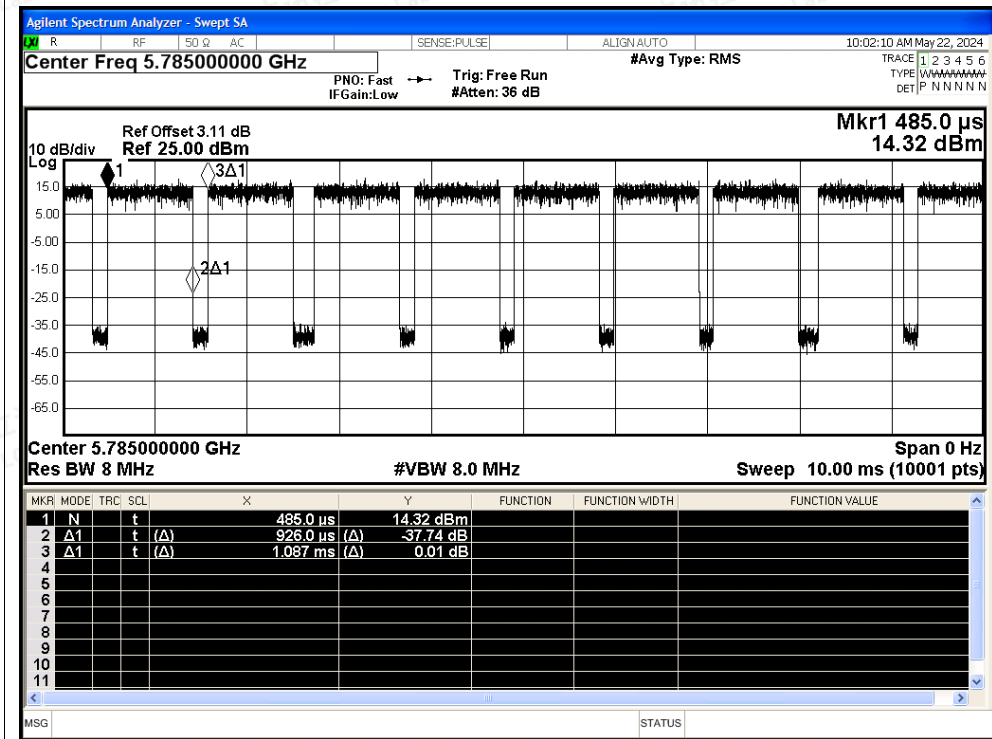 Agilent Spectrum Analyzer - Swept SA
LXI R RF 50 Ω AC SENSE:PULSE ALIGN AUTO 10:02:10 AM May 22, 2024
Center Freq 5.785000000 GHz #Avg Type: RMS TRACE 1 2 3 4 5 6
PNO: Fast Trig: Free Run TYPE WWWWWW
IFGain:Low #Atten: 36 dB DET P N N N N N
Mkr1 485.0 µs
Ref Offset 3.11 dB
10 dB/div Ref 25.00 dBm 14.32 dBm
Log
1 3Δ1
15.0
5.00
-5.00
-15.0 2Δ1
-25.0
-35.0
-45.0
-55.0
-65.0
Center 5.785000000 GHz Span 0 Hz
Res BW 8 MHz #VBW 8.0 MHz Sweep 10.00 ms (10001 pts)
MKR MODE TRC SCL X Y FUNCTION FUNCTION WIDTH FUNCTION VALUE
1 N t 485.0 µs 14.32 dBm
2 Δ1 t (Δ) 926.0 µs (Δ) -37.74 dB
3 Δ1 t (Δ) 1.087 ms (Δ) 0.01 dB
4
5
6
7
8
9
10
11
MSG STATUS